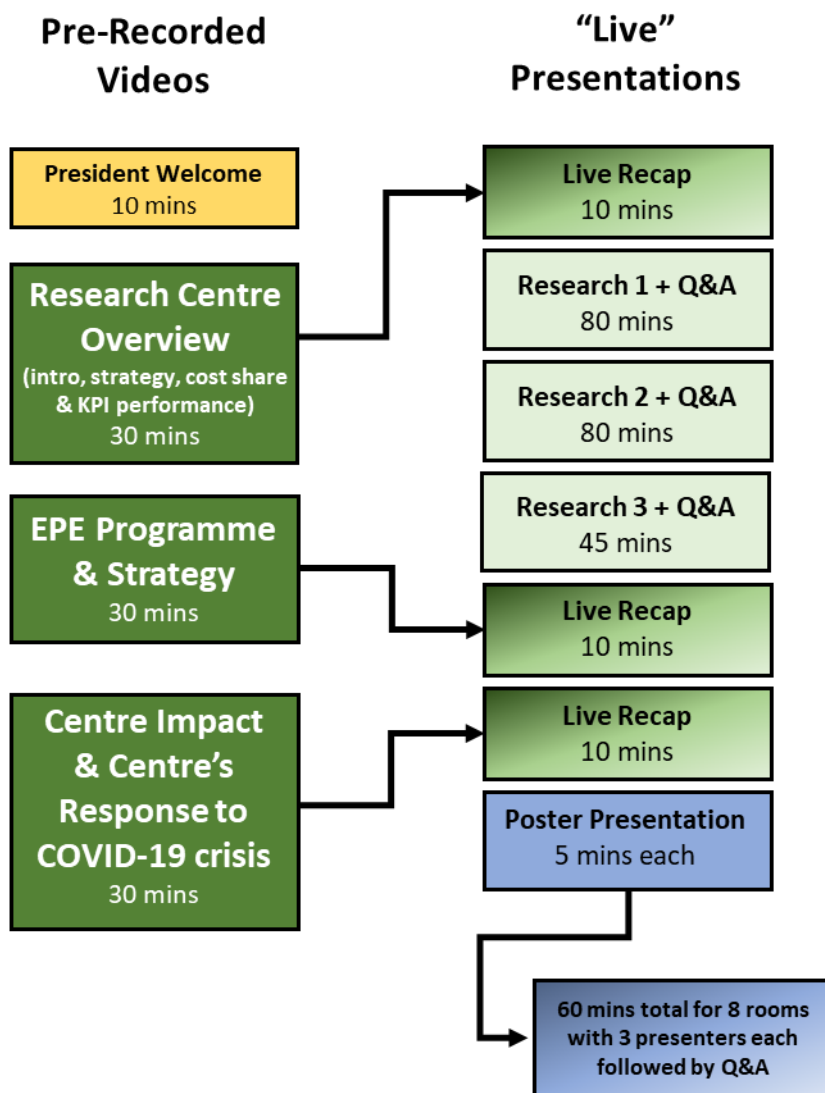 Pre-Recorded
Videos
President Welcome
10 mins
Research Centre
Overview
(intro, strategy, cost share
& KPI performance)
30 mins
EPE Programme
& Strategy
30 mins
Centre Impact
& Centre's
Response to
COVID-19 crisis
30 mins
“Live”
Presentations
Live Recap
10 mins
Research 1 + Q&A
80 mins
Research 2 + Q&A
80 mins
Research 3 + Q&A
45 mins
Live Recap
10 mins
Live Recap
10 mins
Poster Presentation
5 mins each
60 mins total for 8 rooms
with 3 presenters each
followed by Q&A